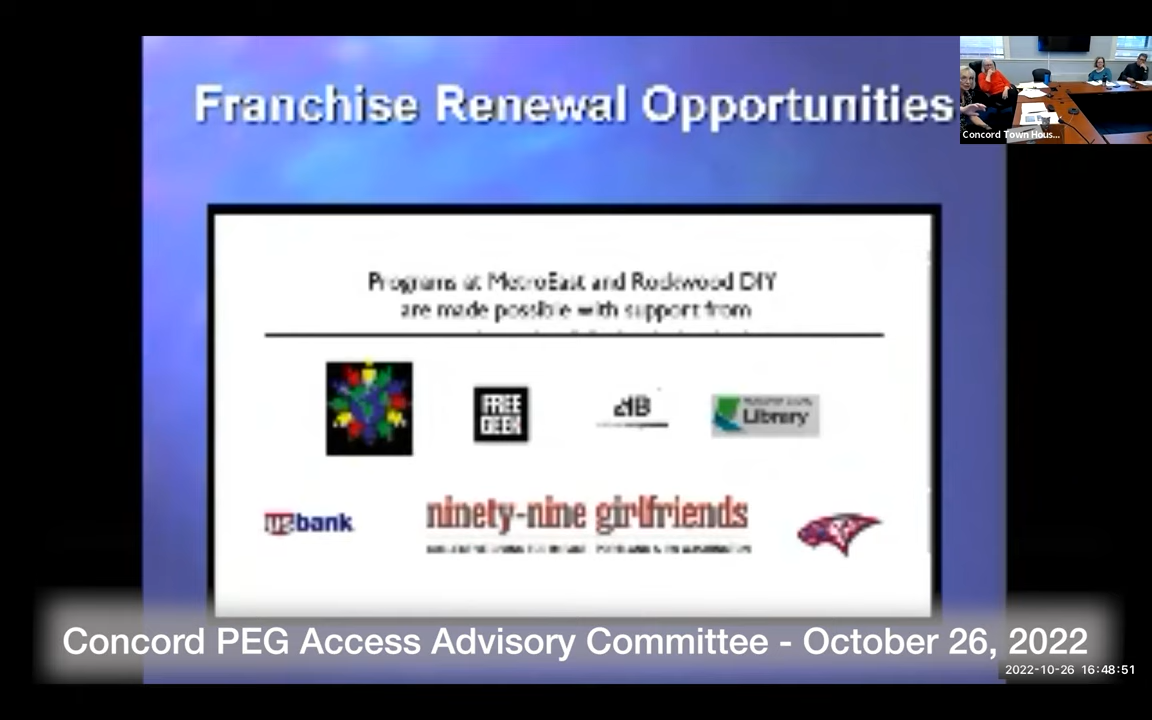 Franchise Renewal Opportunities
Concord Town Hous...
Programs at MetroEast and Rockwood DIY
are made possible with support from
FREE
GEEK
Library
usbank
ninety-nine girlfriends
Concord PEG Access Advisory Committee - October 26, 2022
2022-10-26 16:48:51